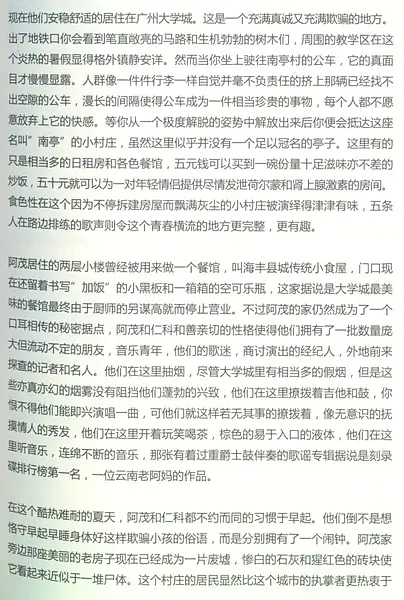 现在他们安稳舒适的居住在广州大学城。这是一个充满真诚又充满欺骗的地方。
出了地铁口你会看到笔直敞亮的马路和生机勃勃的树木们，周围的教学区在这
个炎热的暑假显得格外镇静安详。然而当你坐上驶往南亭村的公车，它的真面
目才慢慢显露。人群像一件件行李一样自觉并毫不负责任的挤上那辆已经找不
出空隙的公车，漫长的间隔使得公车成为一件相当珍贵的事物，每个人都不愿
意放弃上它的快感。等你从一个极度解脱的姿势中解放出来后你便会抵达这座
名叫”南亭”的小村庄，虽然这里似乎并没有一个足以冠名的亭子。这里有的
只是相当多的日租房和各色餐馆，五元钱可以买到一碗份量十足滋味亦不差的
炒饭，五十元就可以为一对年轻情侣提供尽情发泄荷尔蒙和肾上腺激素的房间。
食色性在这个因为不停拆建房屋而飘满灰尘的小村庄被演绎得津津有味，五条
人在路边排练的歌声则令这个青春横流的地方更完整，更有趣。
阿茂居住的两层小楼曾经被用来做一个餐馆，叫海丰县城传统小食屋，门口现
在还留着书写”加饭”的小黑板和一箱箱的空可乐瓶，这家据说是大学城最美
味的餐馆最终由于厨师的另谋高就而停止营业。不过阿茂的家仍然成为了一个
口耳相传的秘密据点，阿茂和仁科和善亲切的性格使得他们拥有了一批数量庞
大但流动不定的朋友，音乐青年，他们的歌迷，商讨演出的经纪人，外地前来
探查的记者和名人。他们在这里抽烟，尽管大学城里有相当多的假烟，但是这
些亦真亦幻的烟雾没有阻挡他们蓬勃的兴致，他们在这里撩拨着吉他和鼓，你
恨不得他们能即兴演唱一曲，可他们就这样若无其事的撩拨着，像无意识的抚
摸情人的秀发，他们在这里开着玩笑喝茶，棕色的易于入口的液体，他们在这
里听音乐，连绵不断的音乐，那张有着过重爵士鼓伴奏的歌谣专辑据说是刻录
碟排行榜第一名，一位云南老阿妈的作品。
在这个酷热难耐的夏天，阿茂和仁科都不约而同的习惯于早起。他们倒不是想
恪守早起早睡身体好这样欺骗小孩的俗语，而是分别拥有了一个闹钟。阿茂家
旁边那座美丽的老房子现在已经成为一片废墟，惨白的石灰和猩红色的砖块使
它看起来近似于一堆尸体。这个村庄的居民显然比这个城市的执掌者更热衷于